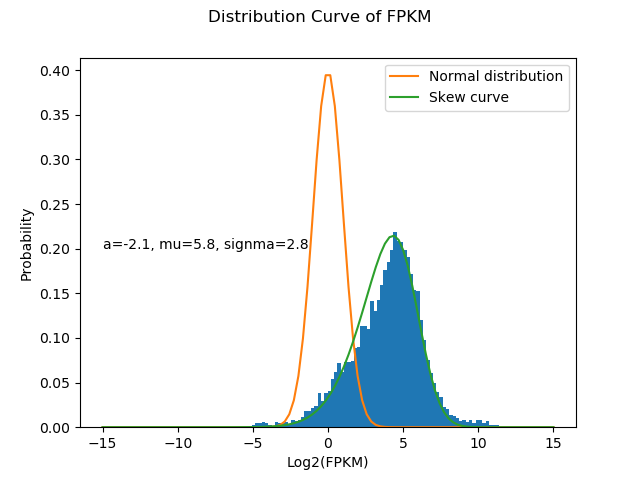 Distribution Curve of FPKM
Normal distribution
Skew curve
a=-2.1, mu=5.8, signma=2.8
Probability
0.40
0.35
0.30
0.25
0.20
0.15
0.10
0.05
0.00
−15
−10
−5
0
5
10
15
Log2(FPKM)